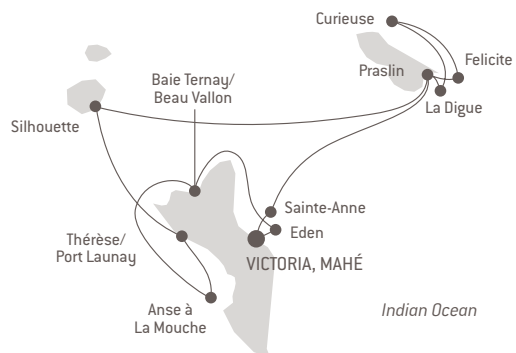 Curieuse
Felicite
Praslin
La Digue
Baie Ternay/
Beau Vallon
Silhouette
Sainte-Anne
Eden
Thérèse/
Port Launay
VICTORIA, MAHÉ
Anse à
La Mouche
Indian Ocean